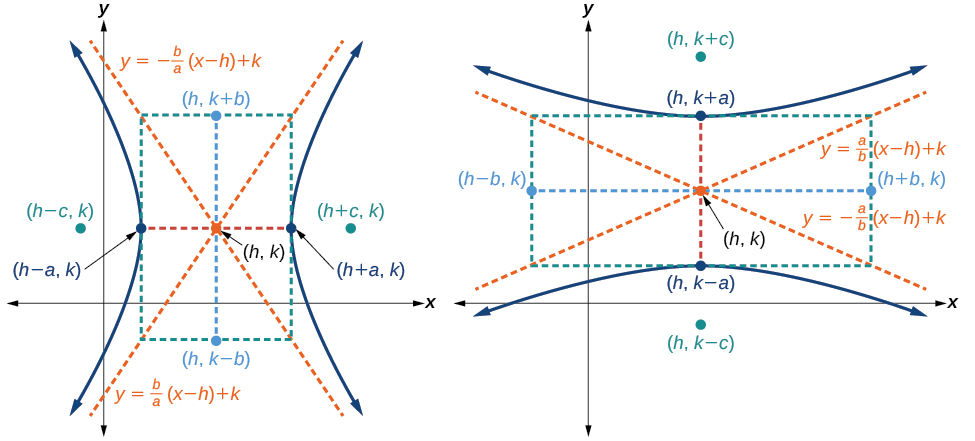 y
y = −b/a (x−h)+k
(h, k+b)
(h−c, k)
(h+c, k)
(h, k)
(h−a, k)
(h+a, k)
x
(h, k−b)
y = b/a (x−h)+k
y
(h, k+c)
(h, k+a)
y = a/b (x−h)+k
(h−b, k)
(h+b, k)
y = −a/b (x−h)+k
(h, k)
(h, k−a)
x
(h, k−c)